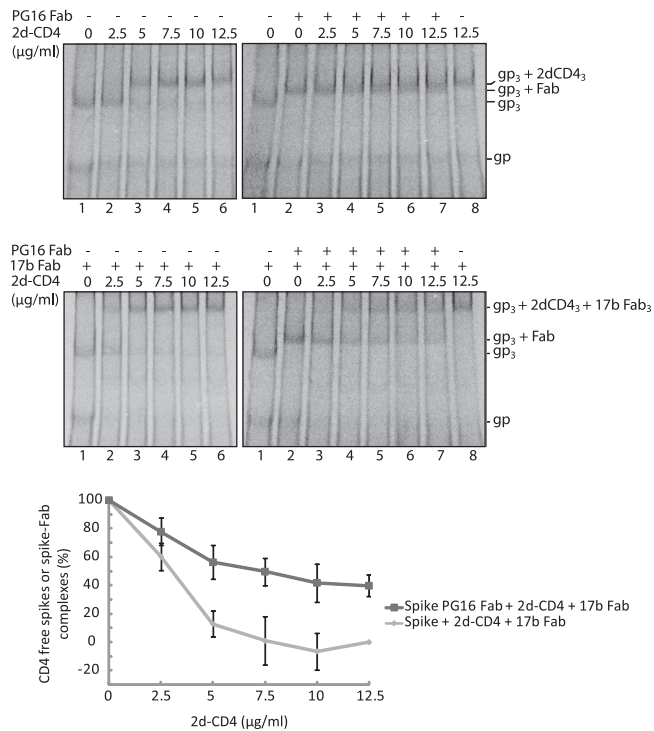 PG16 Fab - - - - - - - + + + + + + -
2d-CD4 0 2.5 5 7.5 10 12.5 0 0 2.5 5 7.5 10 12.5 12.5
(µg/ml)
gp3 + 2dCD43
gp3 + Fab
gp3
gp
1 2 3 4 5 6 1 2 3 4 5 6 7 8
PG16 Fab - - - - - - - + + + + + + -
17b Fab + + + + + + + + + + + + + +
2d-CD4 0 2.5 5 7.5 10 12.5 0 0 2.5 5 7.5 10 12.5 12.5
(µg/ml)
gp3 + 2dCD43 + 17b Fab3
gp3 + Fab
gp3
gp
1 2 3 4 5 6 1 2 3 4 5 6 7 8
CD4 free spikes or spike-Fab
complexes (%)
100
80
60
40
20
0
-20
0 2.5 5 7.5 10 12.5
2d-CD4 (µg/ml)
Spike PG16 Fab + 2d-CD4 + 17b Fab
Spike + 2d-CD4 + 17b Fab